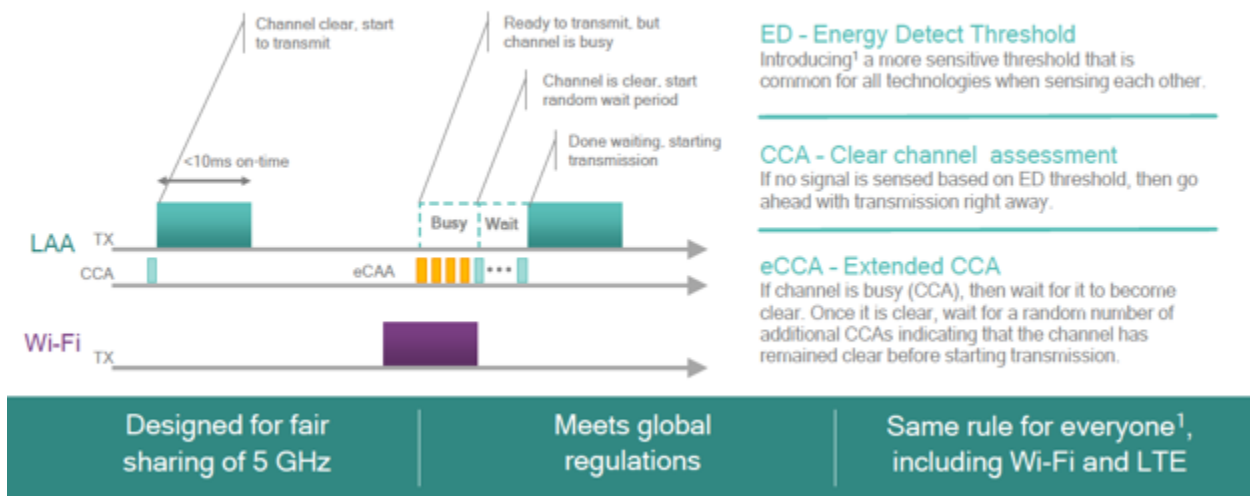 Channel clear, start
to transmit
Ready to transmit, but
channel is busy
Channel is clear, start
random wait period
Done waiting, starting
transmission
<10ms on-time
Busy
Wait
LAA
TX
CCA
eCAA
Wi-Fi
TX
ED - Energy Detect Threshold
Introducing¹ a more sensitive threshold that is
common for all technologies when sensing each other.
CCA - Clear channel assessment
If no signal is sensed based on ED threshold, then go
ahead with transmission right away.
eCCA - Extended CCA
If channel is busy (CCA), then wait for it to become
clear. Once it is clear, wait for a random number of
additional CCAs indicating that the channel has
remained clear before starting transmission.
Designed for fair
sharing of 5 GHz
Meets global
regulations
Same rule for everyone¹,
including Wi-Fi and LTE